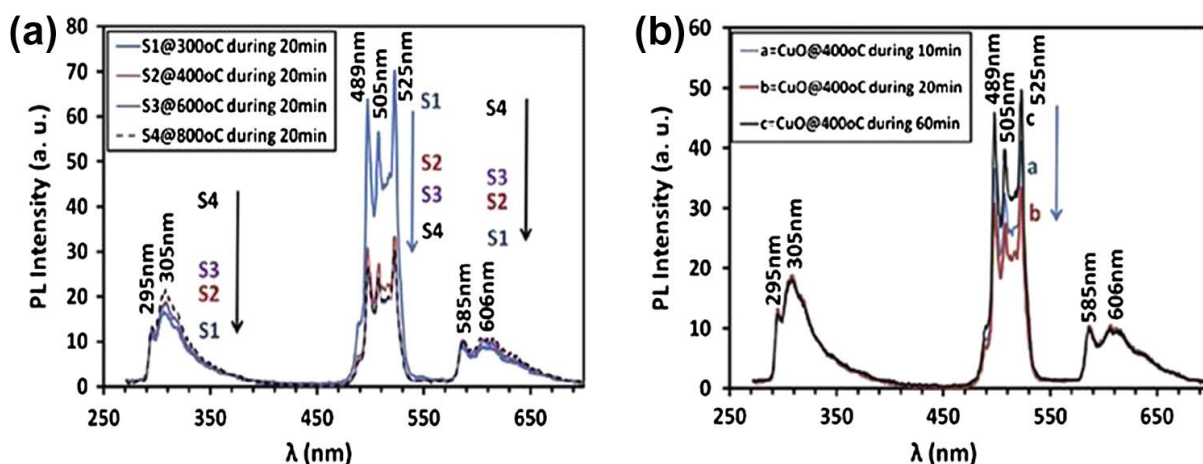 (a)
80
70
60
50
40
30
20
10
0
PL Intensity (a. u.)
S1@300oC during 20min
S2@400oC during 20min
S3@600oC during 20min
S4@800oC during 20min
295nm
305nm
489nm
505nm
525nm
585nm
606nm
S4
S3
S2
S1
S1
S2
S3
S4
S4
S3
S2
S1
250 350 450 550 650
λ (nm)
(b)
60
50
40
30
20
10
0
PL Intensity (a. u.)
a=CuO@400oC during 10min
b=CuO@400oC during 20min
c=CuO@400oC during 60min
295nm
305nm
489nm
505nm
525nm
585nm
606nm
c
a
b
250 350 450 550 650
λ (nm)